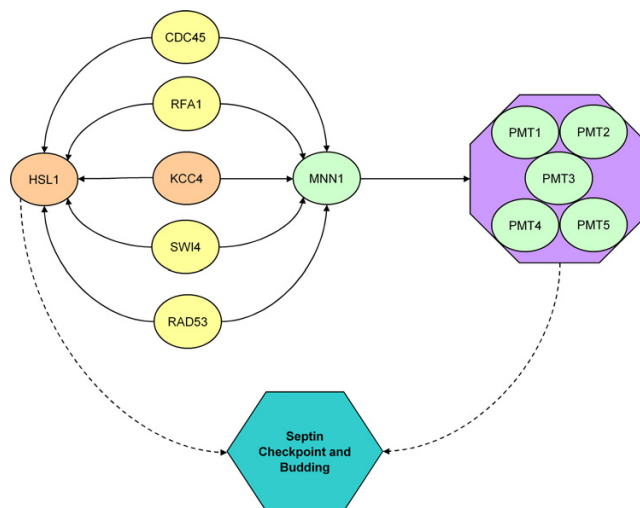 CDC45
RFA1
HSL1
KCC4
MNN1
SWI4
RAD53
PMT1
PMT2
PMT3
PMT4
PMT5
Septin
Checkpoint and
Budding